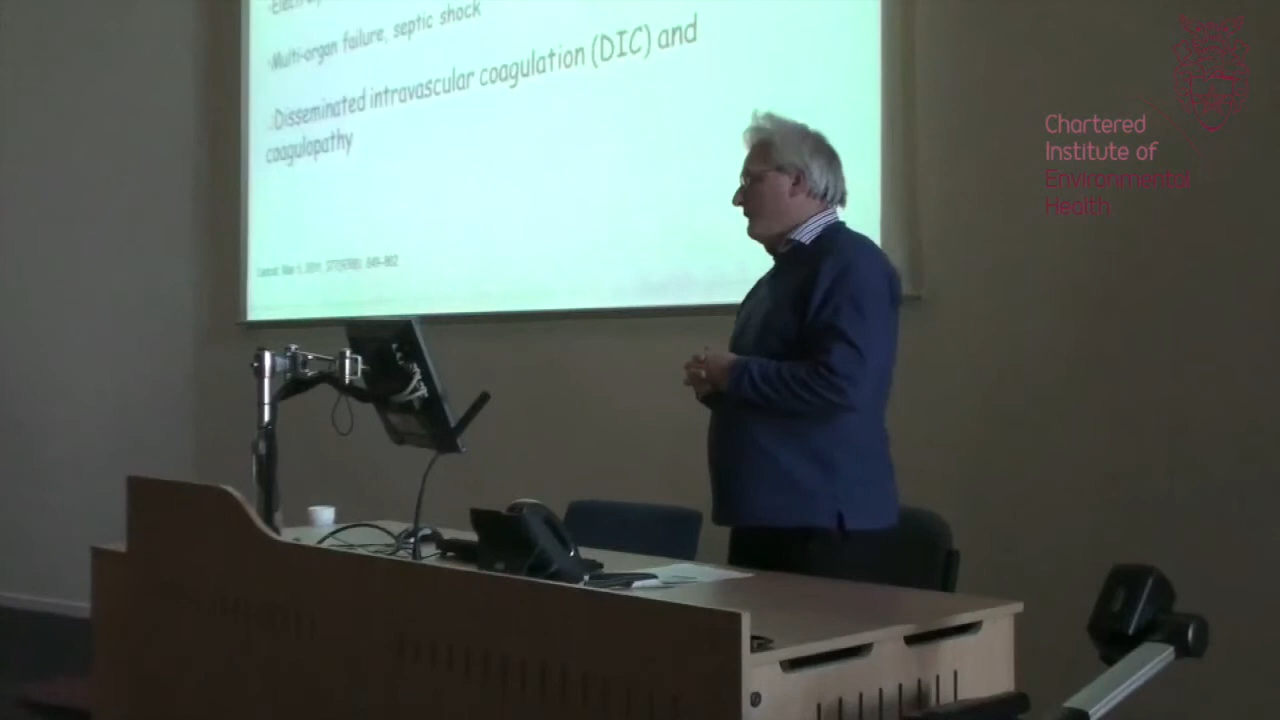 Multi-organ failure, septic shock
Disseminated intravascular coagulation (DIC) and
coagulopathy
Chartered
Institute of
Environmental
Health